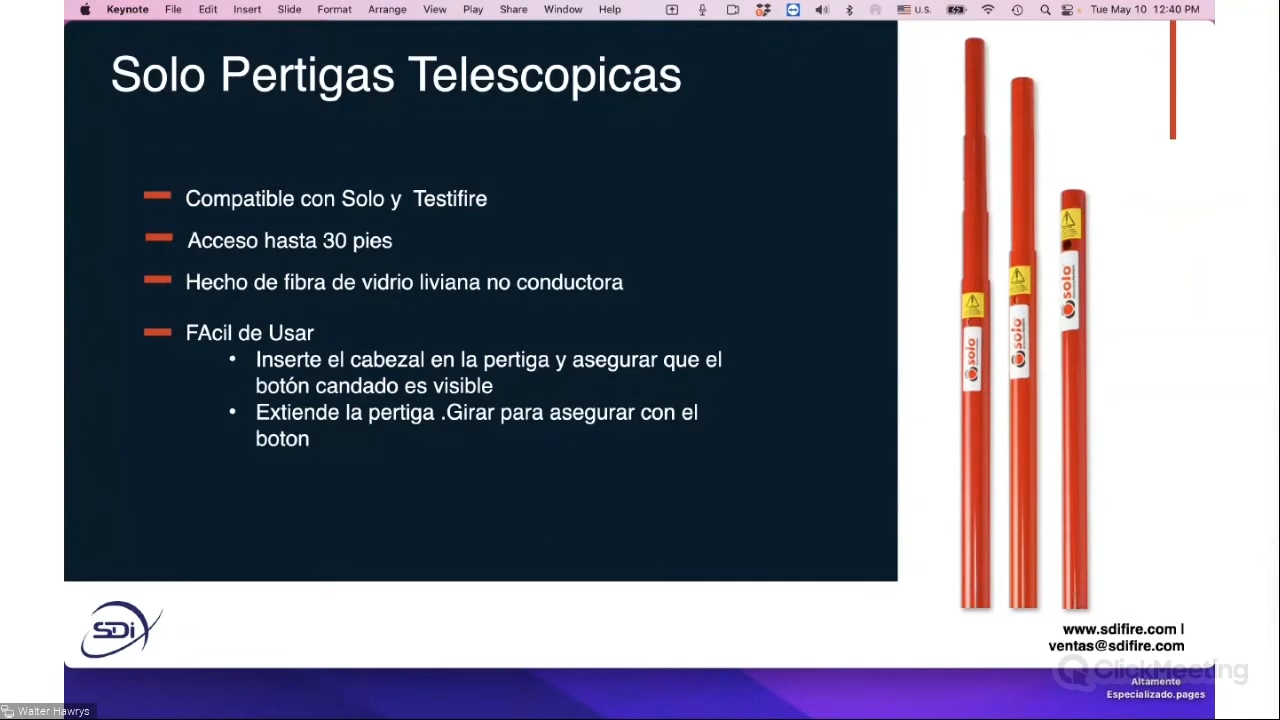 Keynote File Edit Insert Slide Format Arrange View Play Share Window Help U.S. Tue May 10 12:40 PM
Solo Pertigas Telescopicas
Compatible con Solo y Testifire
Acceso hasta 30 pies
Hecho de fibra de vidrio liviana no conductora
FAcil de Usar
• Inserte el cabezal en la pertiga y asegurar que el
botón candado es visible
• Extiende la pertiga .Girar para asegurar con el
boton
solo
solo
solo
SDi
www.sdifire.com |
ventas@sdifire.com
ClickMeeting
Altamente
Especializado.pages
Walter Hawrys